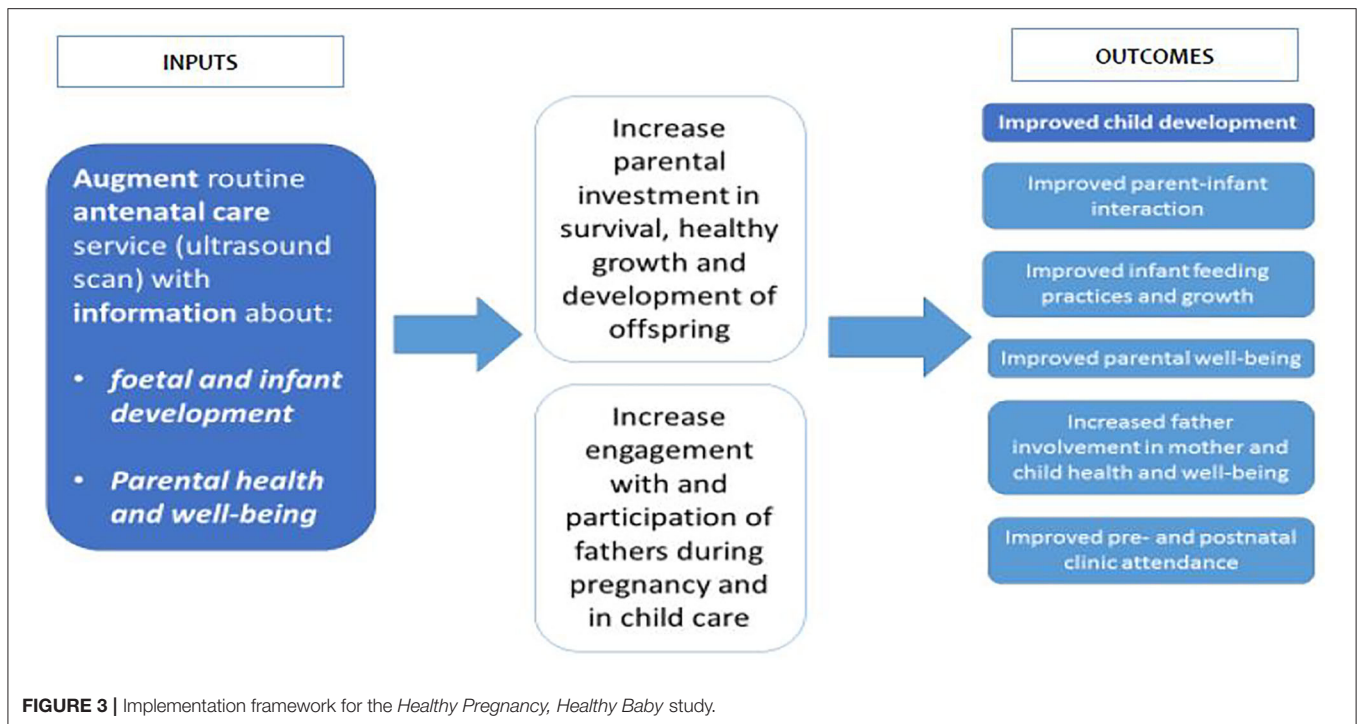 INPUTS
Augment routine
antenatal care
service (ultrasound
scan) with
information about:
• foetal and infant
development
• Parental health
and well-being
Increase
parental
investment in
survival, healthy
growth and
development of
offspring
Increase
engagement
with and
participation of
fathers during
pregnancy and
in child care
OUTCOMES
Improved child development
Improved parent-infant
interaction
Improved infant feeding
practices and growth
Improved parental well-being
Increased father
involvement in mother and
child health and well-being
Improved pre- and postnatal
clinic attendance
FIGURE 3 | Implementation framework for the Healthy Pregnancy, Healthy Baby study.